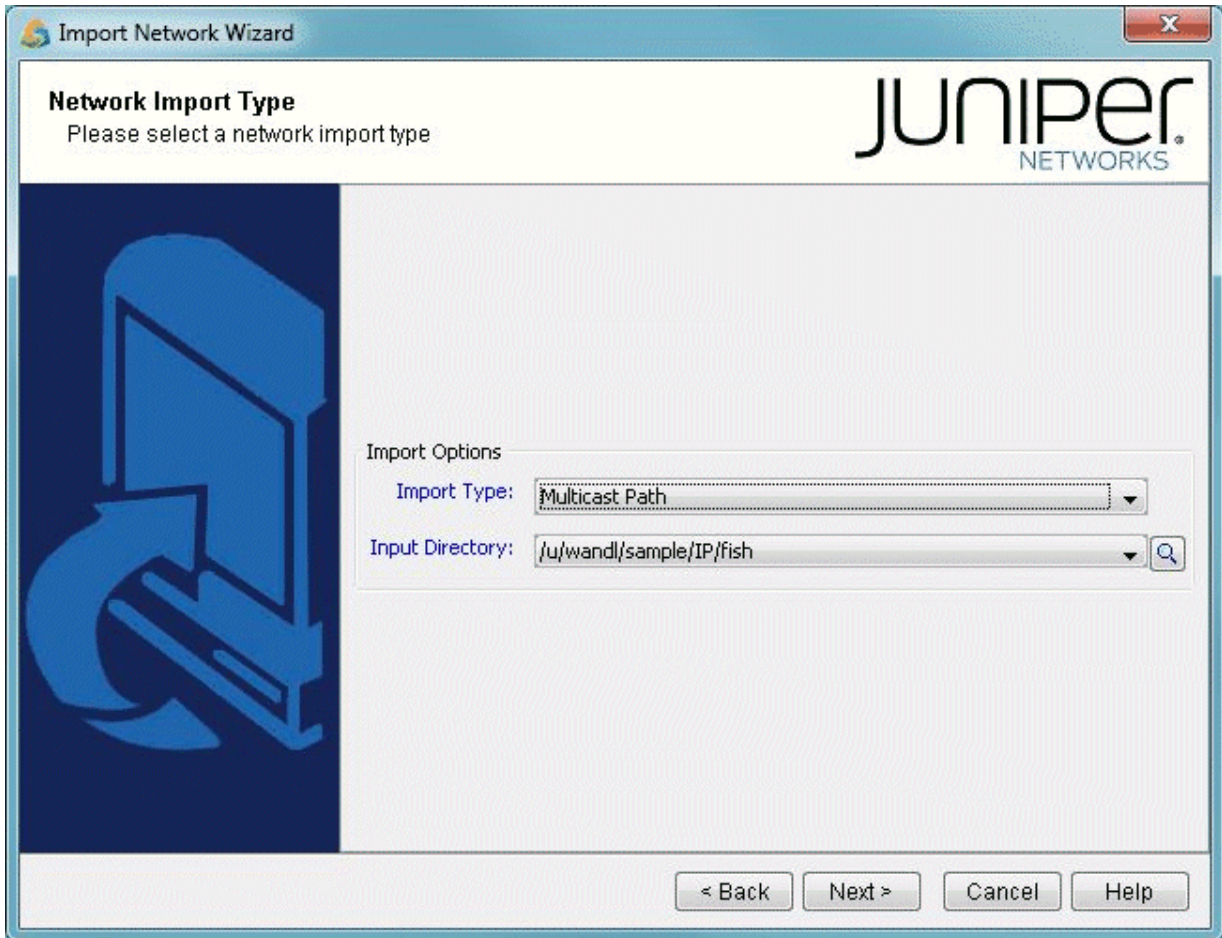 Import Network Wizard
Network Import Type
Please select a network import type
JUNIPEr®
NETWORKS
Import Options
Import Type: Multicast Path
Input Directory: /u/wandl/sample/IP/fish
< Back Next > Cancel Help